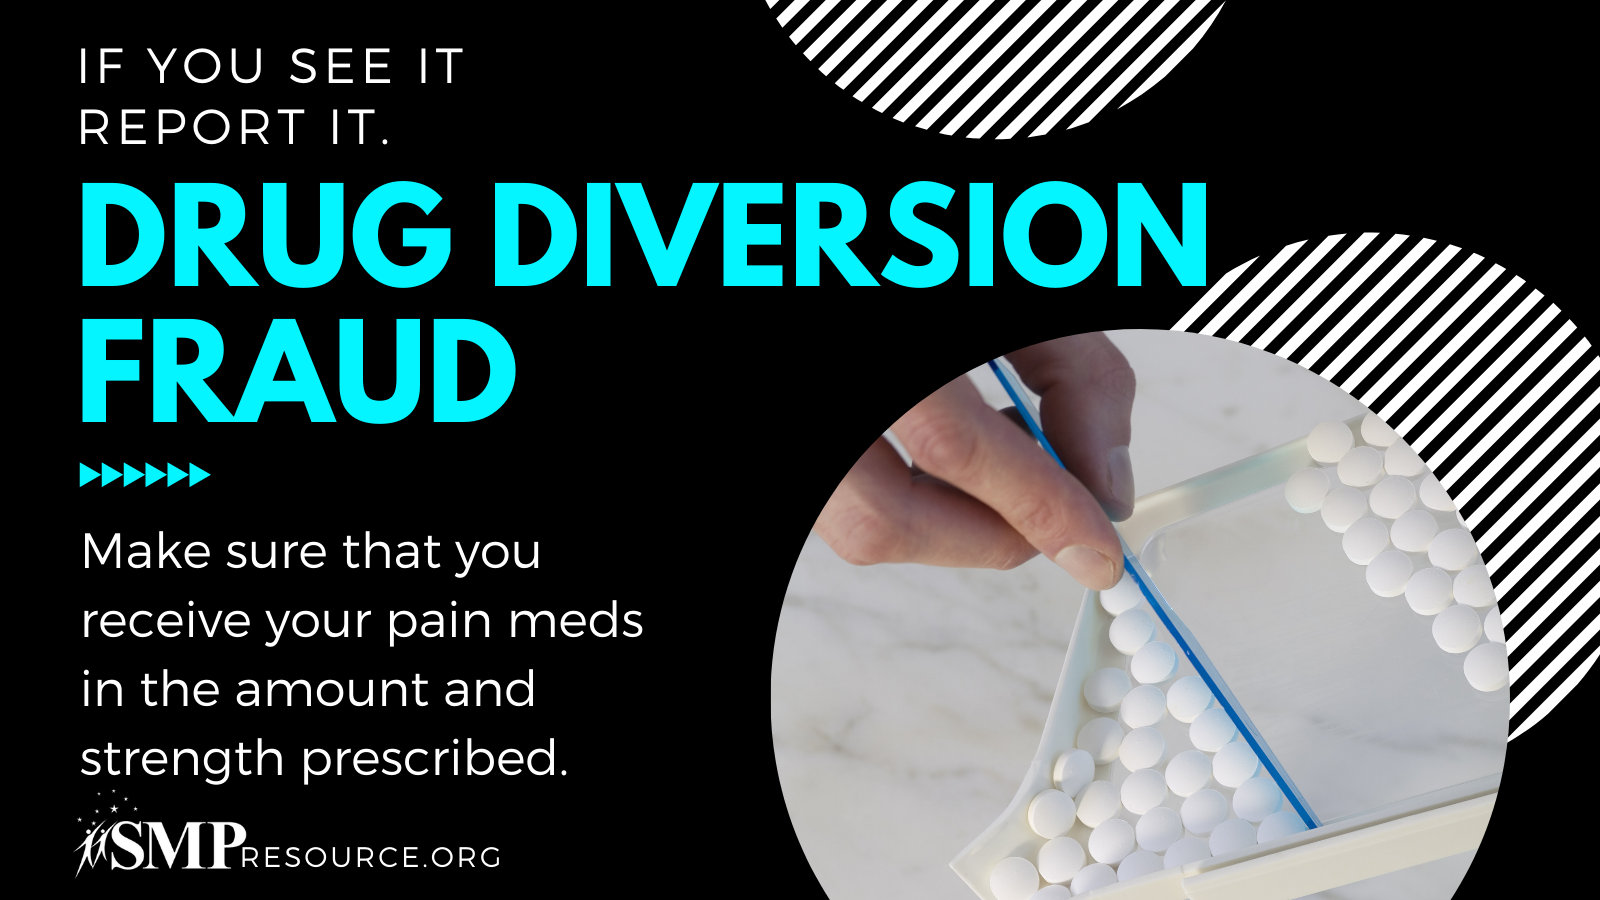 IF YOU SEE IT
REPORT IT.
DRUG DIVERSION
FRAUD
Make sure that you
receive your pain meds
in the amount and
strength prescribed.
SMPRESOURCE.ORG